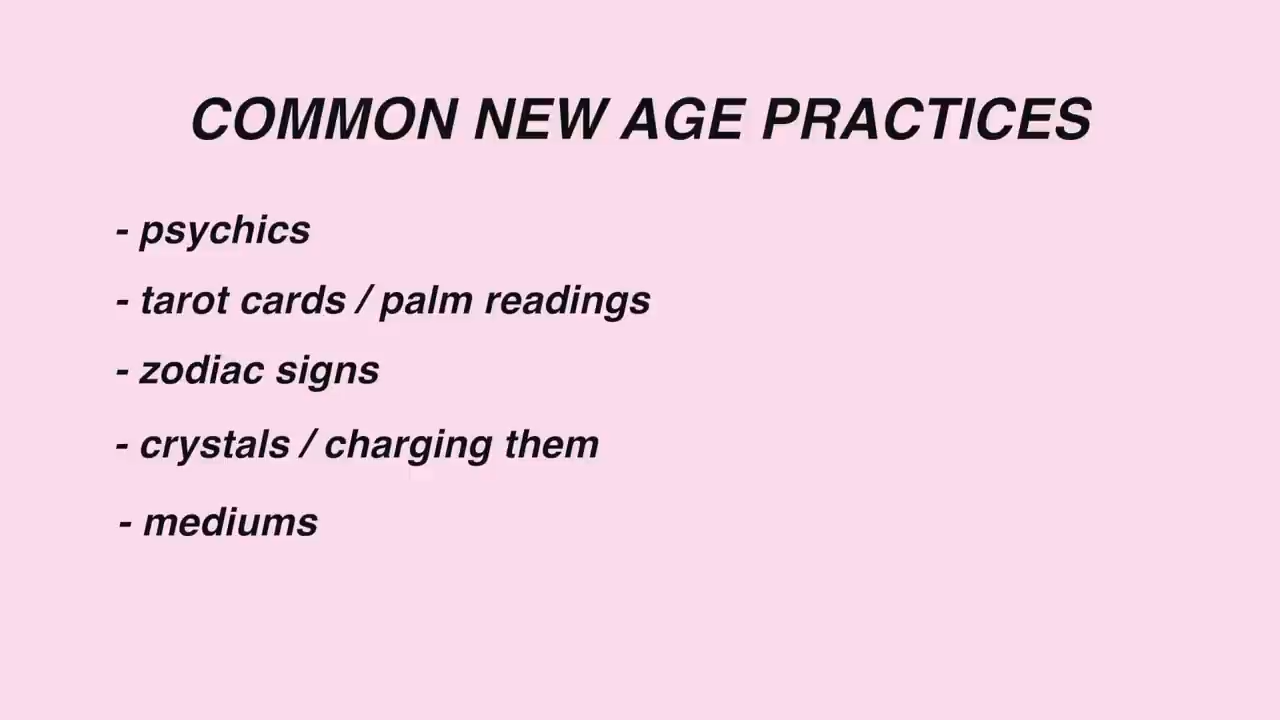 COMMON NEW AGE PRACTICES
- psychics
- tarot cards / palm readings
- zodiac signs
- crystals / charging them
- mediums